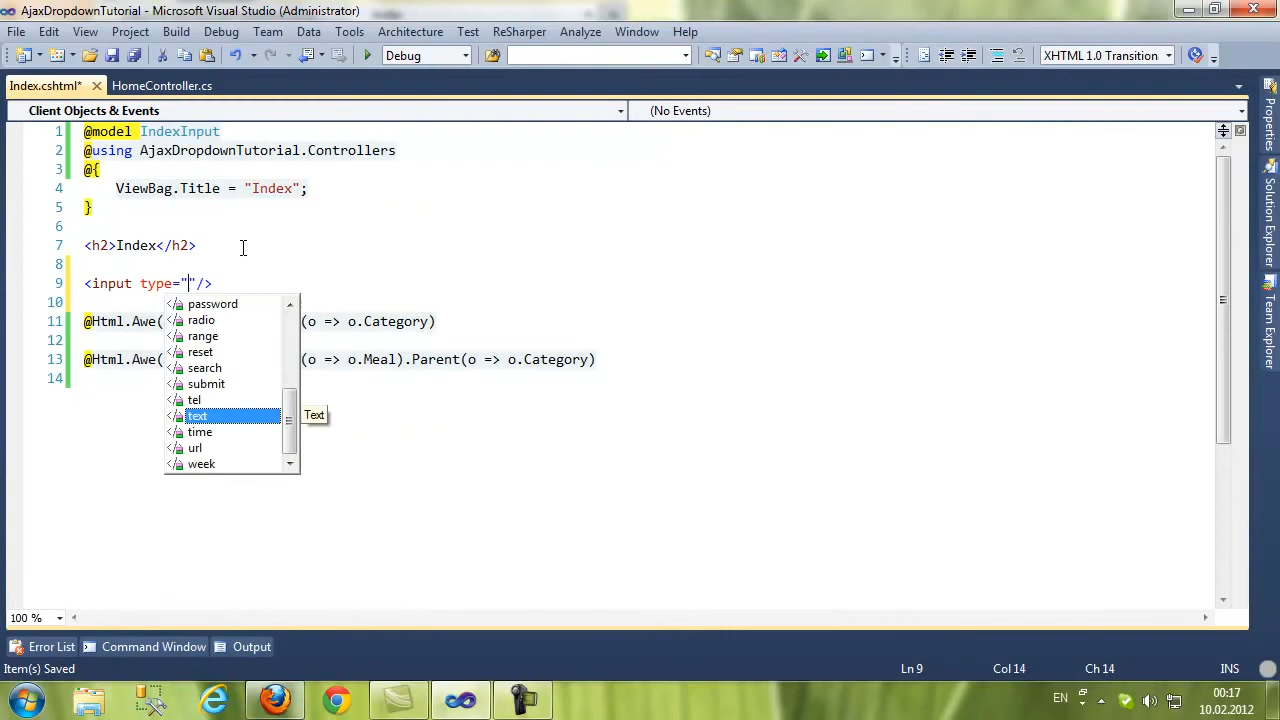 AjaxDropdownTutorial - Microsoft Visual Studio (Administrator)
File Edit View Project Build Debug Team Data Tools Architecture Test ReSharper Analyze Window Help
Debug
XHTML 1.0 Transition
Index.cshtml*
HomeController.cs
Client Objects & Events
(No Events)
1 @model IndexInput
2 @using AjaxDropdownTutorial.Controllers
3 @{
4 ViewBag.Title = "Index";
5 }
6
7 <h2>Index</h2>
8
9 <input type=""/>
10
11 @Html.Awe( (o => o.Category)
12
13 @Html.Awe( (o => o.Meal).Parent(o => o.Category)
14
password
radio
range
reset
search
submit
tel
text
Text
time
url
week
Properties
Solution Explorer
Team Explorer
100 %
Error List
Command Window
Output
Item(s) Saved
Ln 9
Col 14
Ch 14
INS
EN
00:17
10.02.2012